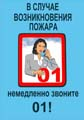 В СЛУЧАЕ
ВОЗНИКНОВЕНИЯ
ПОЖАРА
01
немедленно звоните
01!